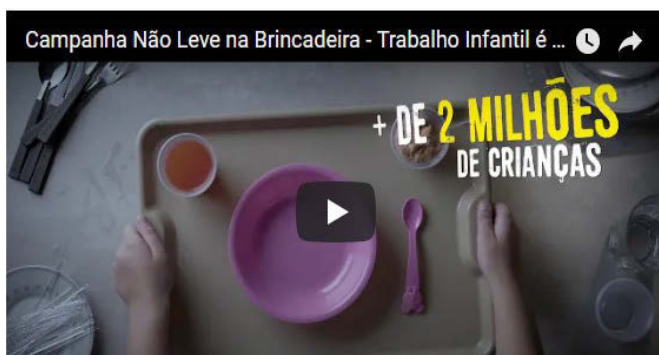 Campanha Não Leve na Brincadeira - Trabalho Infantil é ...
+ DE 2 MILHÕES
DE CRIANÇAS